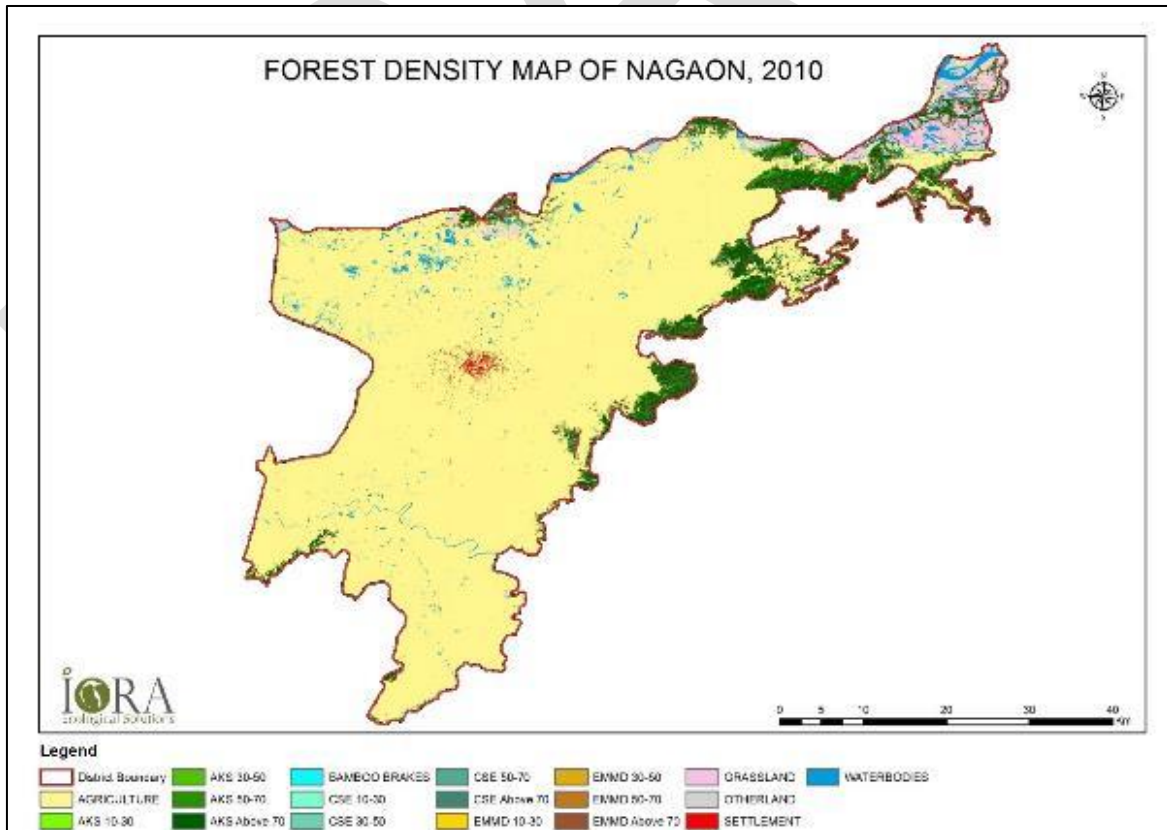 FOREST DENSITY MAP OF NAGAON, 2010
N
W E
S
iORA
Ecological Solutions
0 5 10 20 30 40
KM
Legend
District Boundary AKS 30-50 BAMBOO BRAKES CSE 50-70 EMMD 30-50 GRASSLAND WATERBODIES
AGRICULTURE AKS 50-70 CSE 10-30 CSE Above 70 EMMD 50-70 OTHERLAND
AKS 10-30 AKS Above 70 CSE 30-50 EMMD 10-30 EMMD Above 70 SETTLEMENT